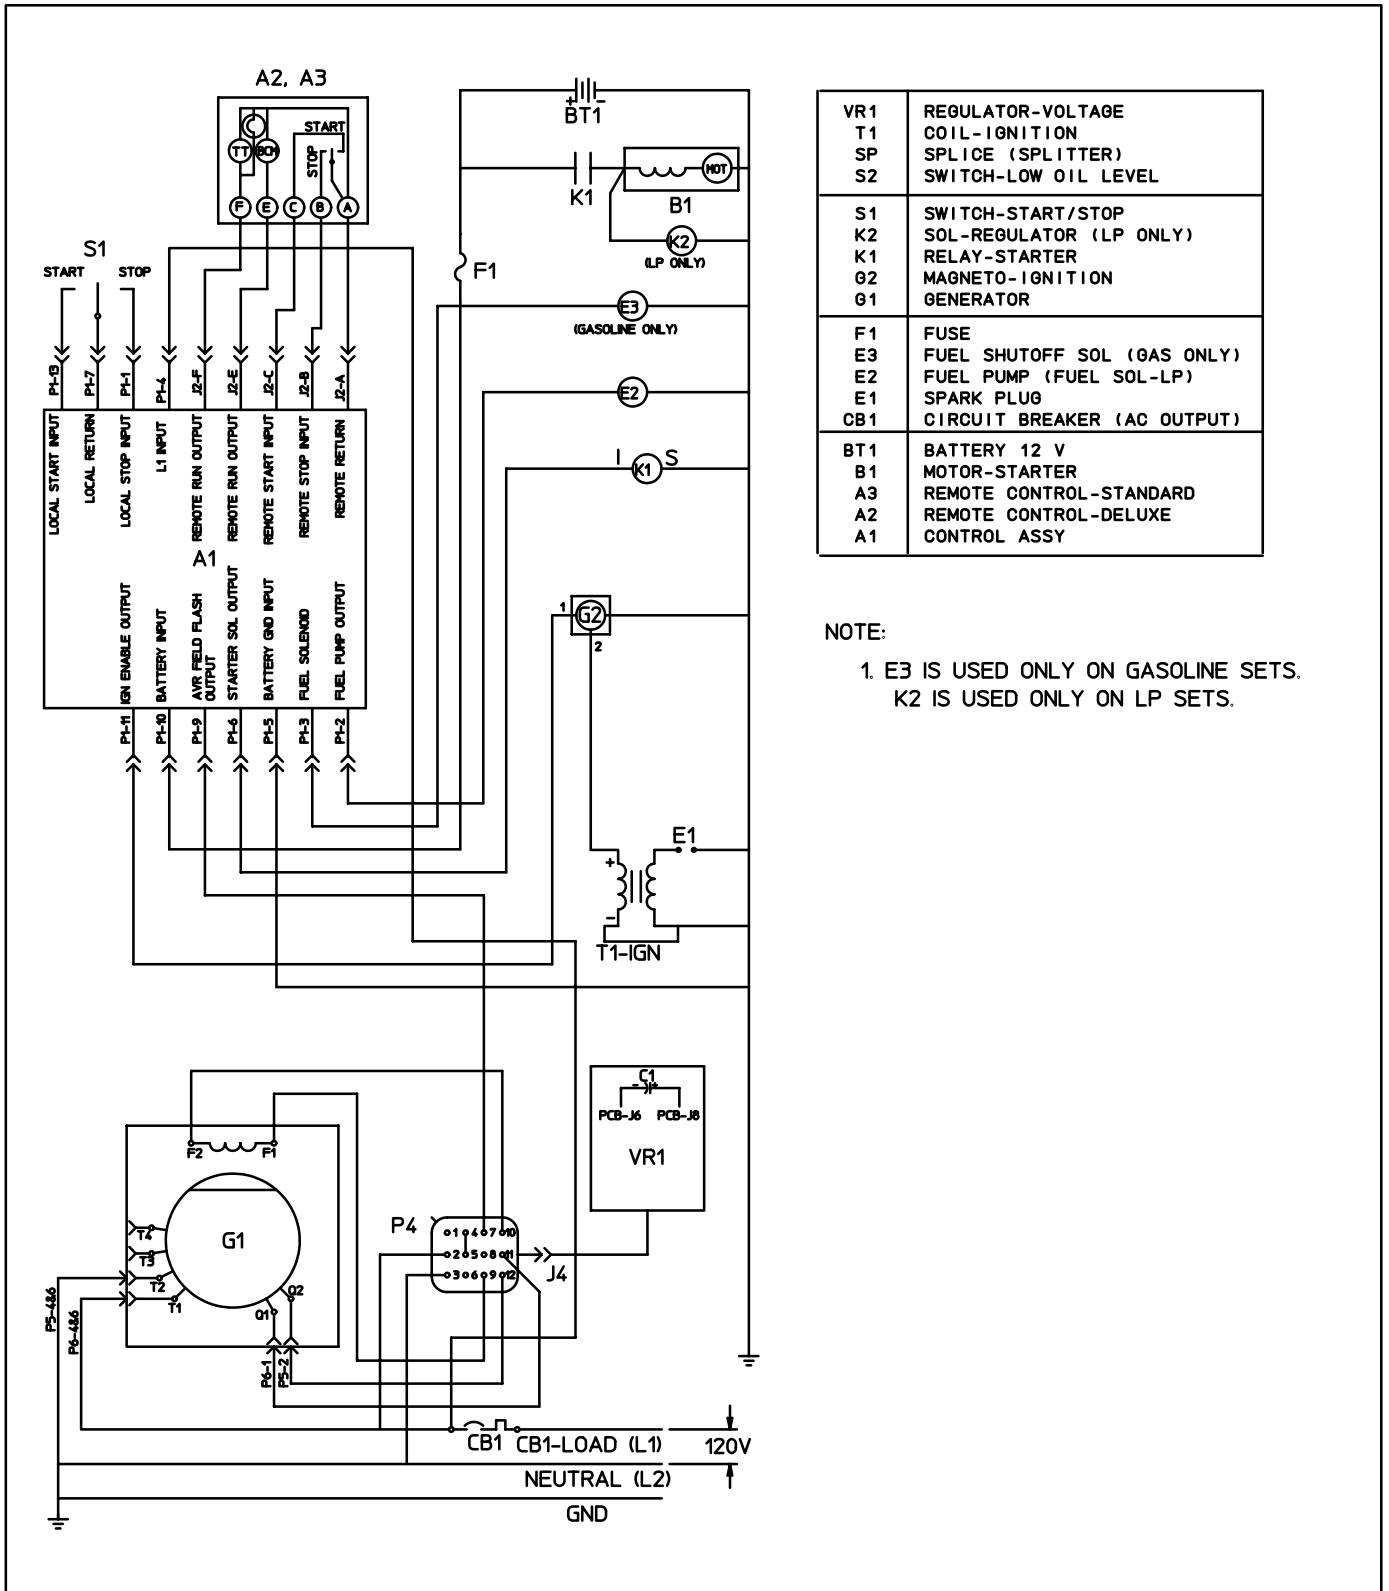 A2, A3
START
STOP
TT
BCM
F E C B A
S1
START
STOP
P1-13
P1-7
P1-1
P1-4
J2-F
J2-E
J2-C
J2-B
J2-A
LOCAL START INPUT
LOCAL RETURN
LOCAL STOP INPUT
L1 INPUT
REMOTE RUN OUTPUT
REMOTE RUN OUTPUT
REMOTE START INPUT
REMOTE STOP INPUT
REMOTE RETURN
A1
IGN ENABLE OUTPUT
BATTERY INPUT
AVR FIELD FLASH
OUTPUT
STARTER SOL OUTPUT
BATTERY GND INPUT
FUEL SOLENOID
FUEL PUMP OUTPUT
P1-11
P1-10
P1-9
P1-6
P1-5
P1-3
P1-2
+ -
BT1
K1
MOT
B1
K2
(LP ONLY)
F1
E3
(GASOLINE ONLY)
E2
I K1 S
1 G2
2
E1
+
-
T1-IGN
VR1 REGULATOR-VOLTAGE
T1 COIL-IGNITION
SP SPLICE (SPLITTER)
S2 SWITCH-LOW OIL LEVEL
S1 SWITCH-START/STOP
K2 SOL-REGULATOR (LP ONLY)
K1 RELAY-STARTER
G2 MAGNETO-IGNITION
G1 GENERATOR
F1 FUSE
E3 FUEL SHUTOFF SOL (GAS ONLY)
E2 FUEL PUMP (FUEL SOL-LP)
E1 SPARK PLUG
CB1 CIRCUIT BREAKER (AC OUTPUT)
BT1 BATTERY 12 V
B1 MOTOR-STARTER
A3 REMOTE CONTROL-STANDARD
A2 REMOTE CONTROL-DELUXE
A1 CONTROL ASSY
NOTE:
1. E3 IS USED ONLY ON GASOLINE SETS.
K2 IS USED ONLY ON LP SETS.
C1
- +
PCB-J6 PCB-J8
VR1
F2 F1
G1
T4
T3
T2
T1
Q1
Q2
P5-4&6
P6-4&6
P6-1
P5-2
P4
1 4 7 10
2 5 8 11
3 6 9 12
J4
CB1
CB1-LOAD (L1)
120V
NEUTRAL (L2)
GND